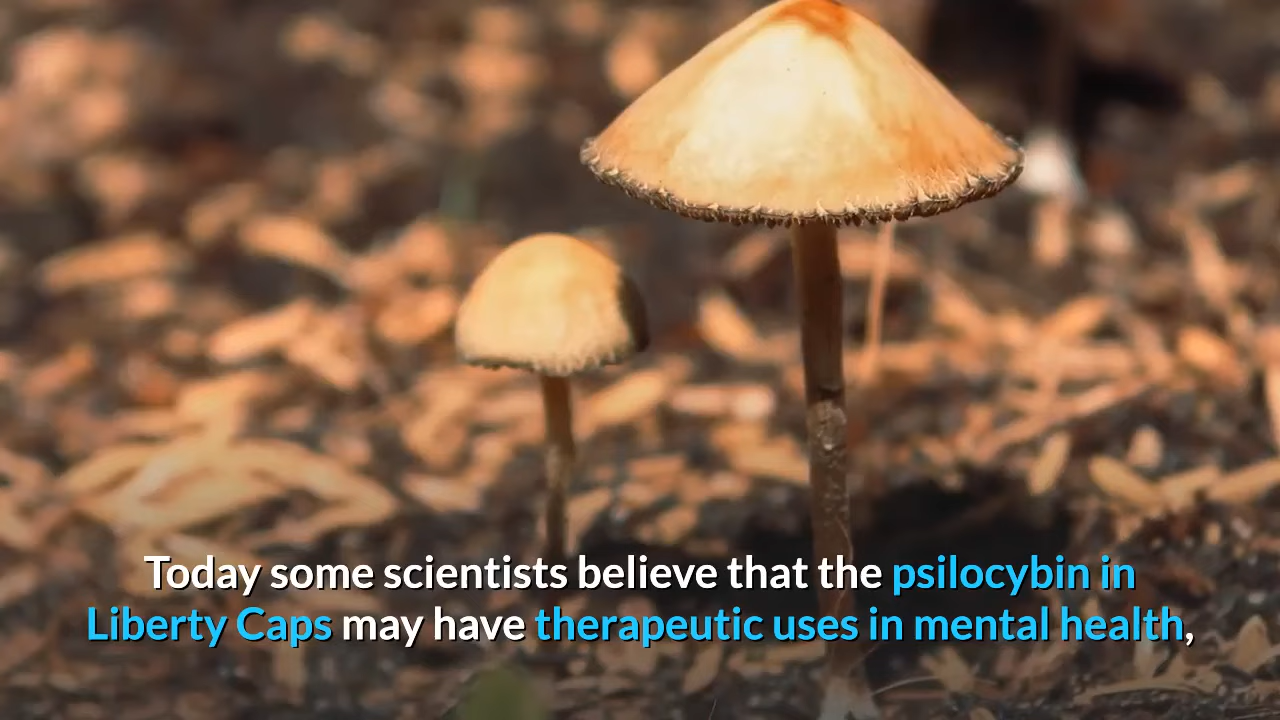 Today some scientists believe that the psilocybin in
Liberty Caps may have therapeutic uses in mental health,